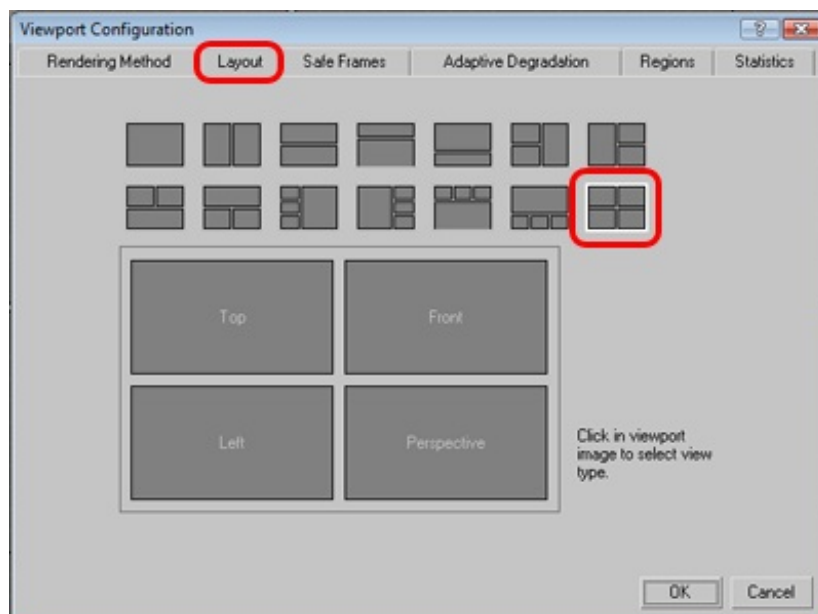 Viewport Configuration
Rendering Method Layout Safe Frames Adaptive Degradation Regions Statistics
Top Front
Left Perspective
Click in viewport
image to select view
type.
OK Cancel